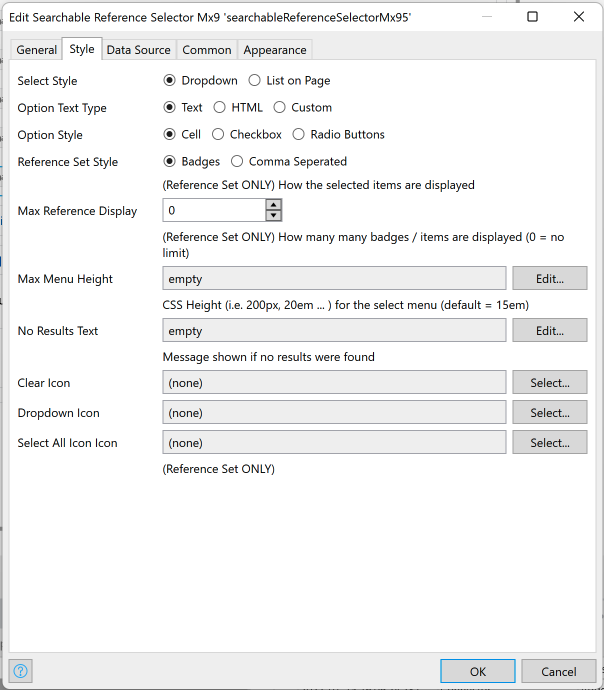 Edit Searchable Reference Selector Mx9 'searchableReferenceSelectorMx95'
General Style Data Source Common Appearance
Select Style Dropdown List on Page
Option Text Type Text HTML Custom
Option Style Cell Checkbox Radio Buttons
Reference Set Style Badges Comma Seperated
(Reference Set ONLY) How the selected items are displayed
Max Reference Display 0
(Reference Set ONLY) How many many badges / items are displayed (0 = no
limit)
Max Menu Height empty Edit...
CSS Height (i.e. 200px, 20em ... ) for the select menu (default = 15em)
No Results Text empty Edit...
Message shown if no results were found
Clear Icon (none) Select...
Dropdown Icon (none) Select...
Select All Icon Icon (none) Select...
(Reference Set ONLY)
? OK Cancel